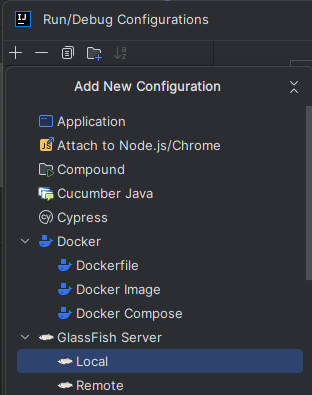 Run/Debug Configurations
Add New Configuration
Application
Attach to Node.js/Chrome
Compound
Cucumber Java
Cypress
Docker
Dockerfile
Docker Image
Docker Compose
GlassFish Server
Local
Remote